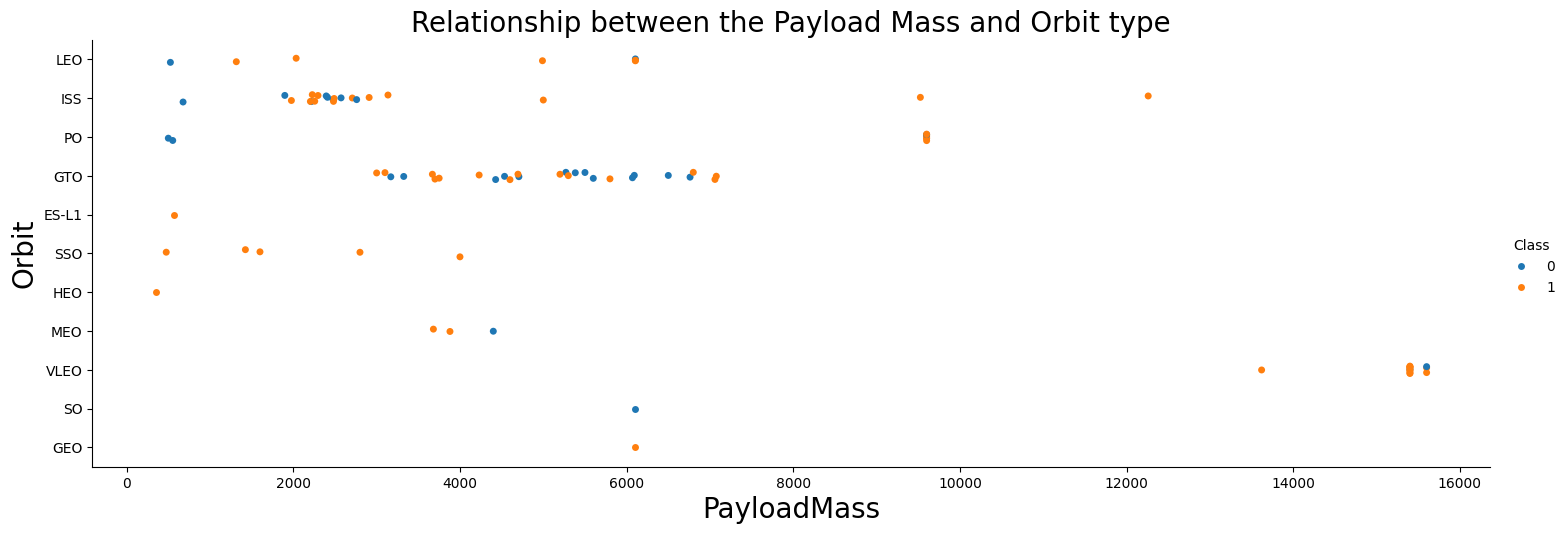 Relationship between the Payload Mass and Orbit type
LEO
ISS
PO
GTO
ES-L1
SSO
HEO
MEO
VLEO
SO
GEO
Orbit
0
2000
4000
6000
8000
10000
12000
14000
16000
PayloadMass
Class
0
1